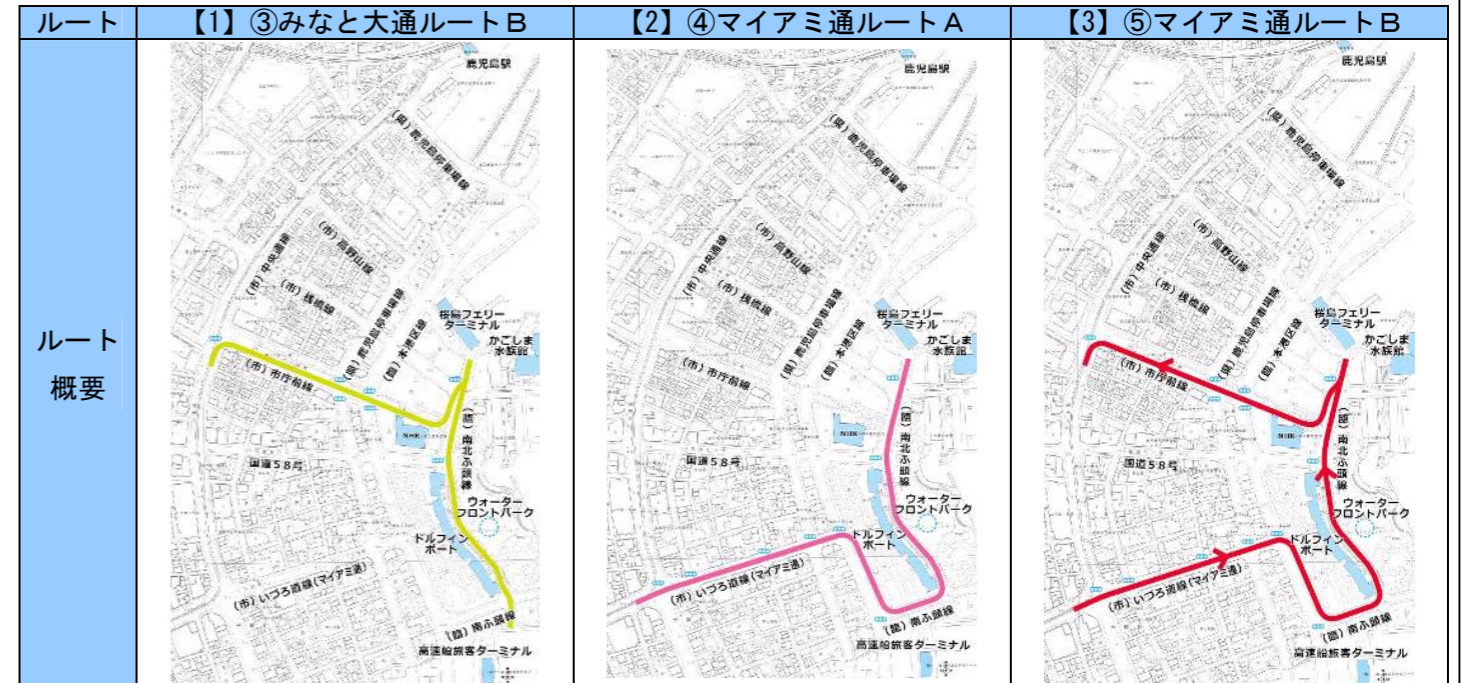 ルート
【1】③みなと大通ルートB
【2】④マイアミ通ルートA
【3】⑤マイアミ通ルートB
ルート
概要
鹿児島駅
(県)鹿児島停車場線
(市)高野山線
(市)中央通線
(市)桟橋線
(県)鹿児島停車場線
(臨)本港区線
桜島フェリー
ターミナル
かごしま
水族館
(市)市庁前線
NHK
(臨)南北ふ頭線
国道58号
ウォーター
フロントパーク
ドルフィン
ポート
(市)いづろ道線(マイアミ通)
(臨)南ふ頭線
高速船旅客ターミナル
鹿児島駅
(県)鹿児島停車場線
(市)高野山線
(市)中央通線
(市)桟橋線
(県)鹿児島停車場線
(臨)本港区線
桜島フェリー
ターミナル
かごしま
水族館
(市)市庁前線
NHK
(臨)南北ふ頭線
国道58号
ウォーター
フロントパーク
ドルフィン
ポート
(市)いづろ道線(マイアミ通)
(臨)南ふ頭線
高速船旅客ターミナル
鹿児島駅
(県)鹿児島停車場線
(市)高野山線
(市)中央通線
(市)桟橋線
(県)鹿児島停車場線
(臨)本港区線
桜島フェリー
ターミナル
かごしま
水族館
(市)市庁前線
NHK
(臨)南北ふ頭線
国道58号
ウォーター
フロントパーク
ドルフィン
ポート
(市)いづろ道線(マイアミ通)
(臨)南ふ頭線
高速船旅客ターミナル